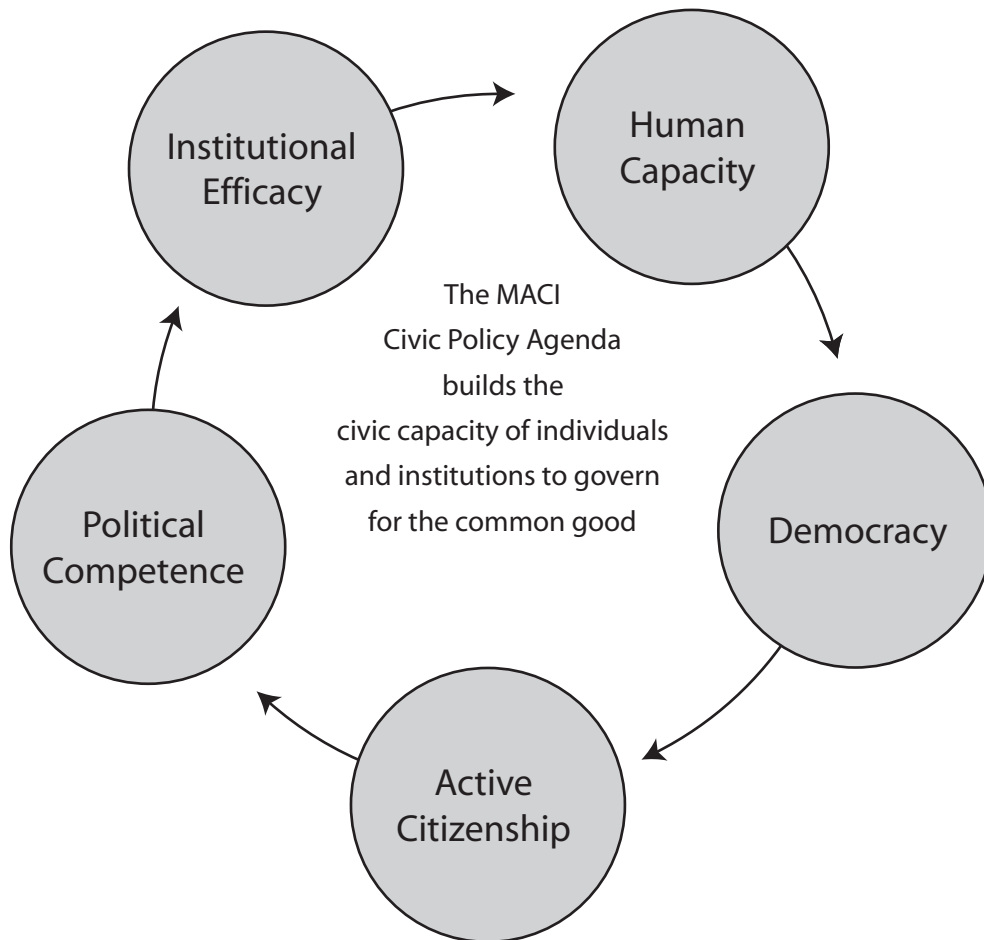 Institutional
Efficacy
Human
Capacity
The MACI
Civic Policy Agenda
builds the
civic capacity of individuals
and institutions to govern
for the common good
Democracy
Political
Competence
Active
Citizenship